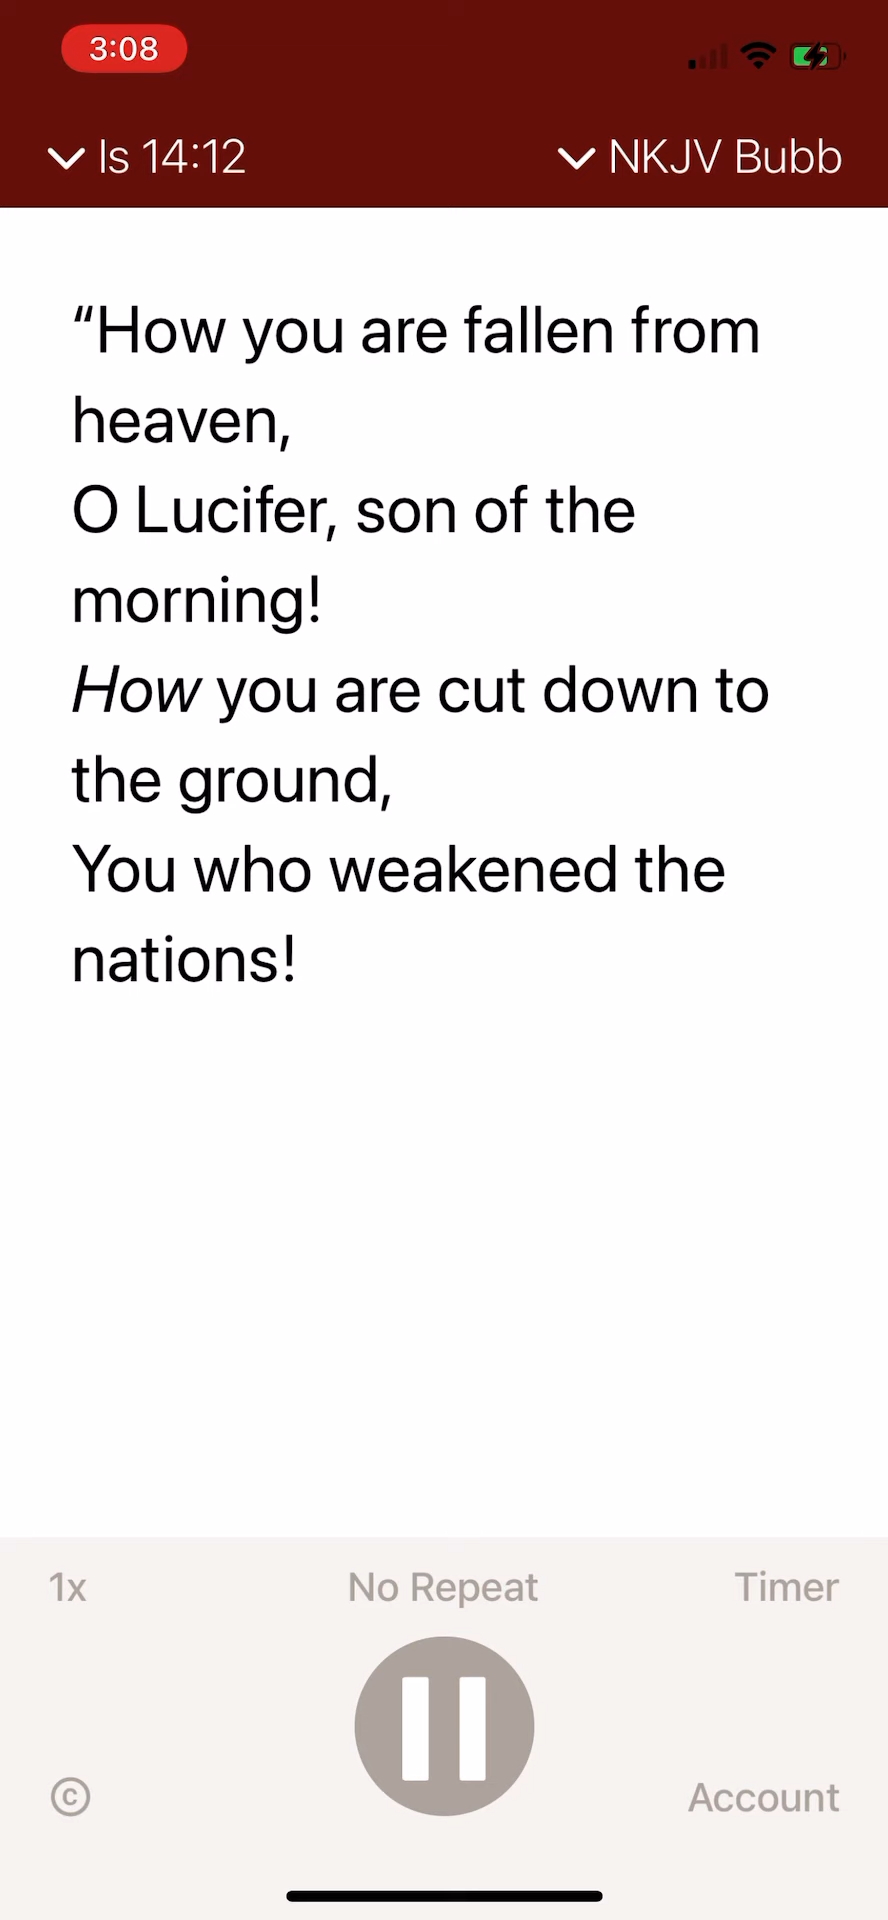 3:08
Is 14:12
NKJV Bubb
“How you are fallen from
heaven,
O Lucifer, son of the
morning!
How you are cut down to
the ground,
You who weakened the
nations!
1x
No Repeat
Timer
©
Account